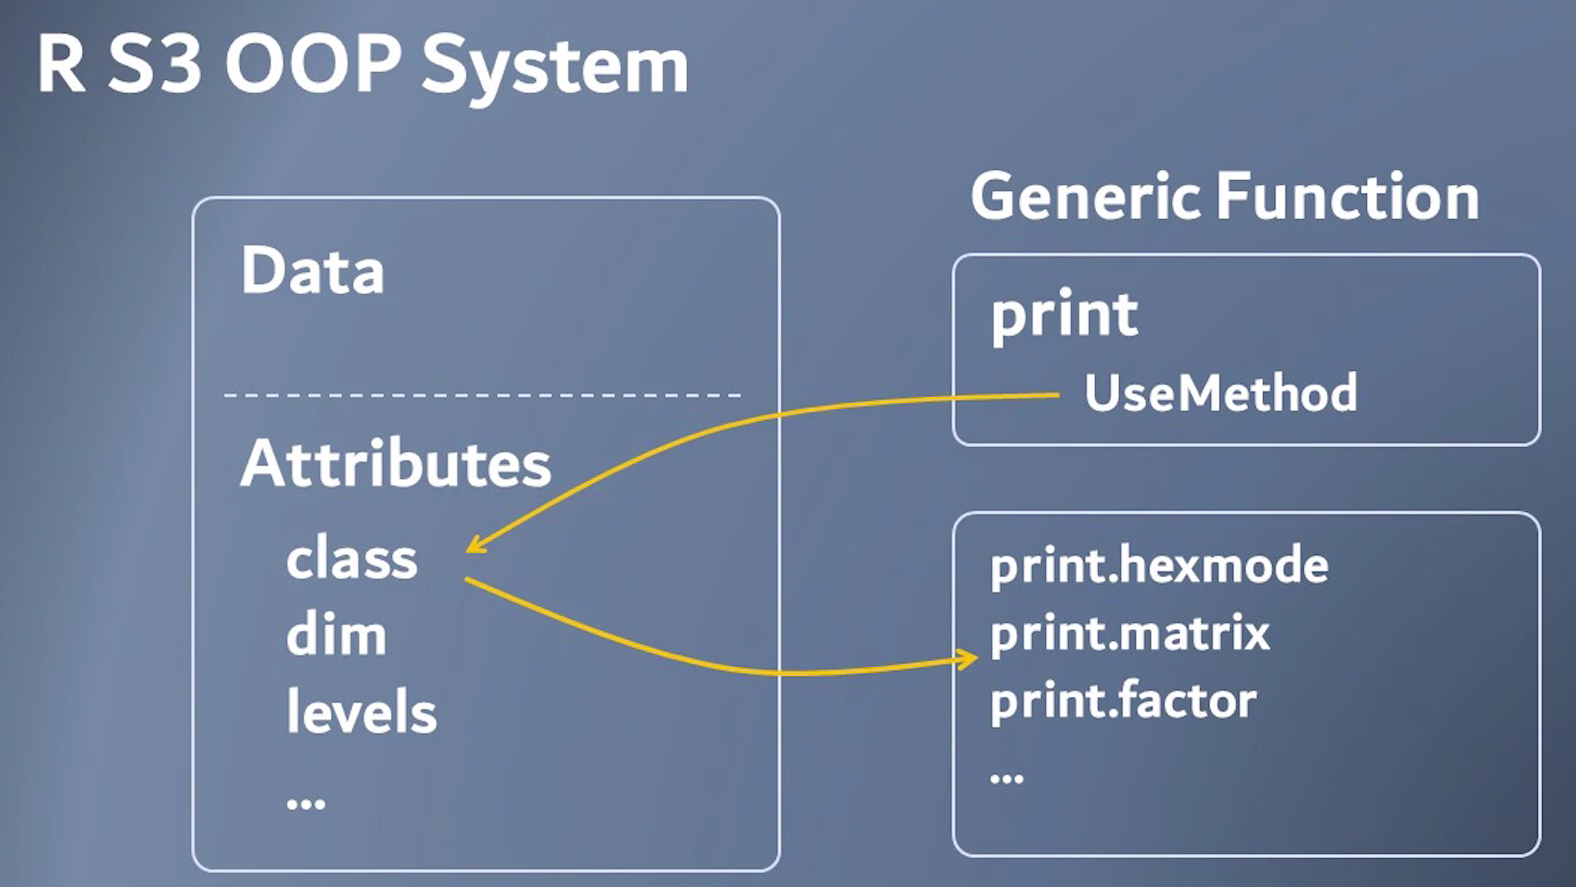 R S3 OOP System
Data
Attributes
class
dim
levels
...
Generic Function
print
UseMethod
print.hexmode
print.matrix
print.factor
...